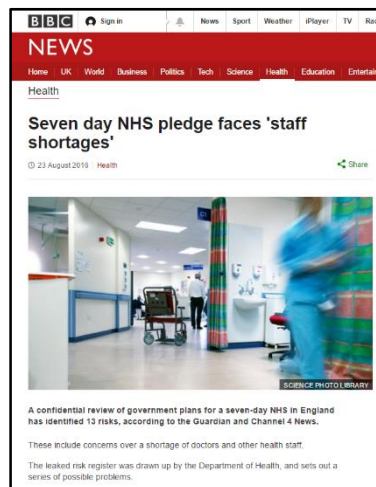 BBC Sign in News Sport Weather iPlayer TV
NEWS
Home UK World Business Politics Tech Science Health Education
Health
Seven day NHS pledge faces 'staff
shortages'
23 August 2016 Health Share
SCIENCE PHOTO LIBRARY
A confidential review of government plans for a seven-day NHS in England
has identified 13 risks, according to the Guardian and Channel 4 News.
These include concerns over a shortage of doctors and other health staff.
The leaked risk register was drawn up by the Department of Health, and sets out a
series of possible problems.